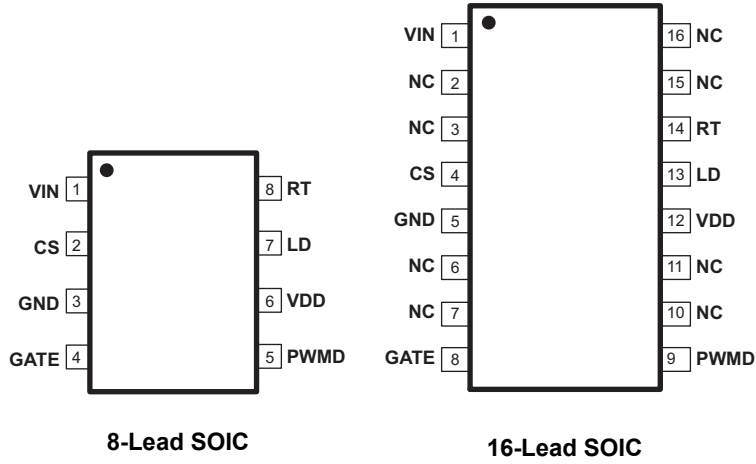 VIN 1
CS 2
GND 3
GATE 4
8 RT
7 LD
6 VDD
5 PWMD
8-Lead SOIC
VIN 1
NC 2
NC 3
CS 4
GND 5
NC 6
NC 7
GATE 8
16 NC
15 NC
14 RT
13 LD
12 VDD
11 NC
10 NC
9 PWMD
16-Lead SOIC